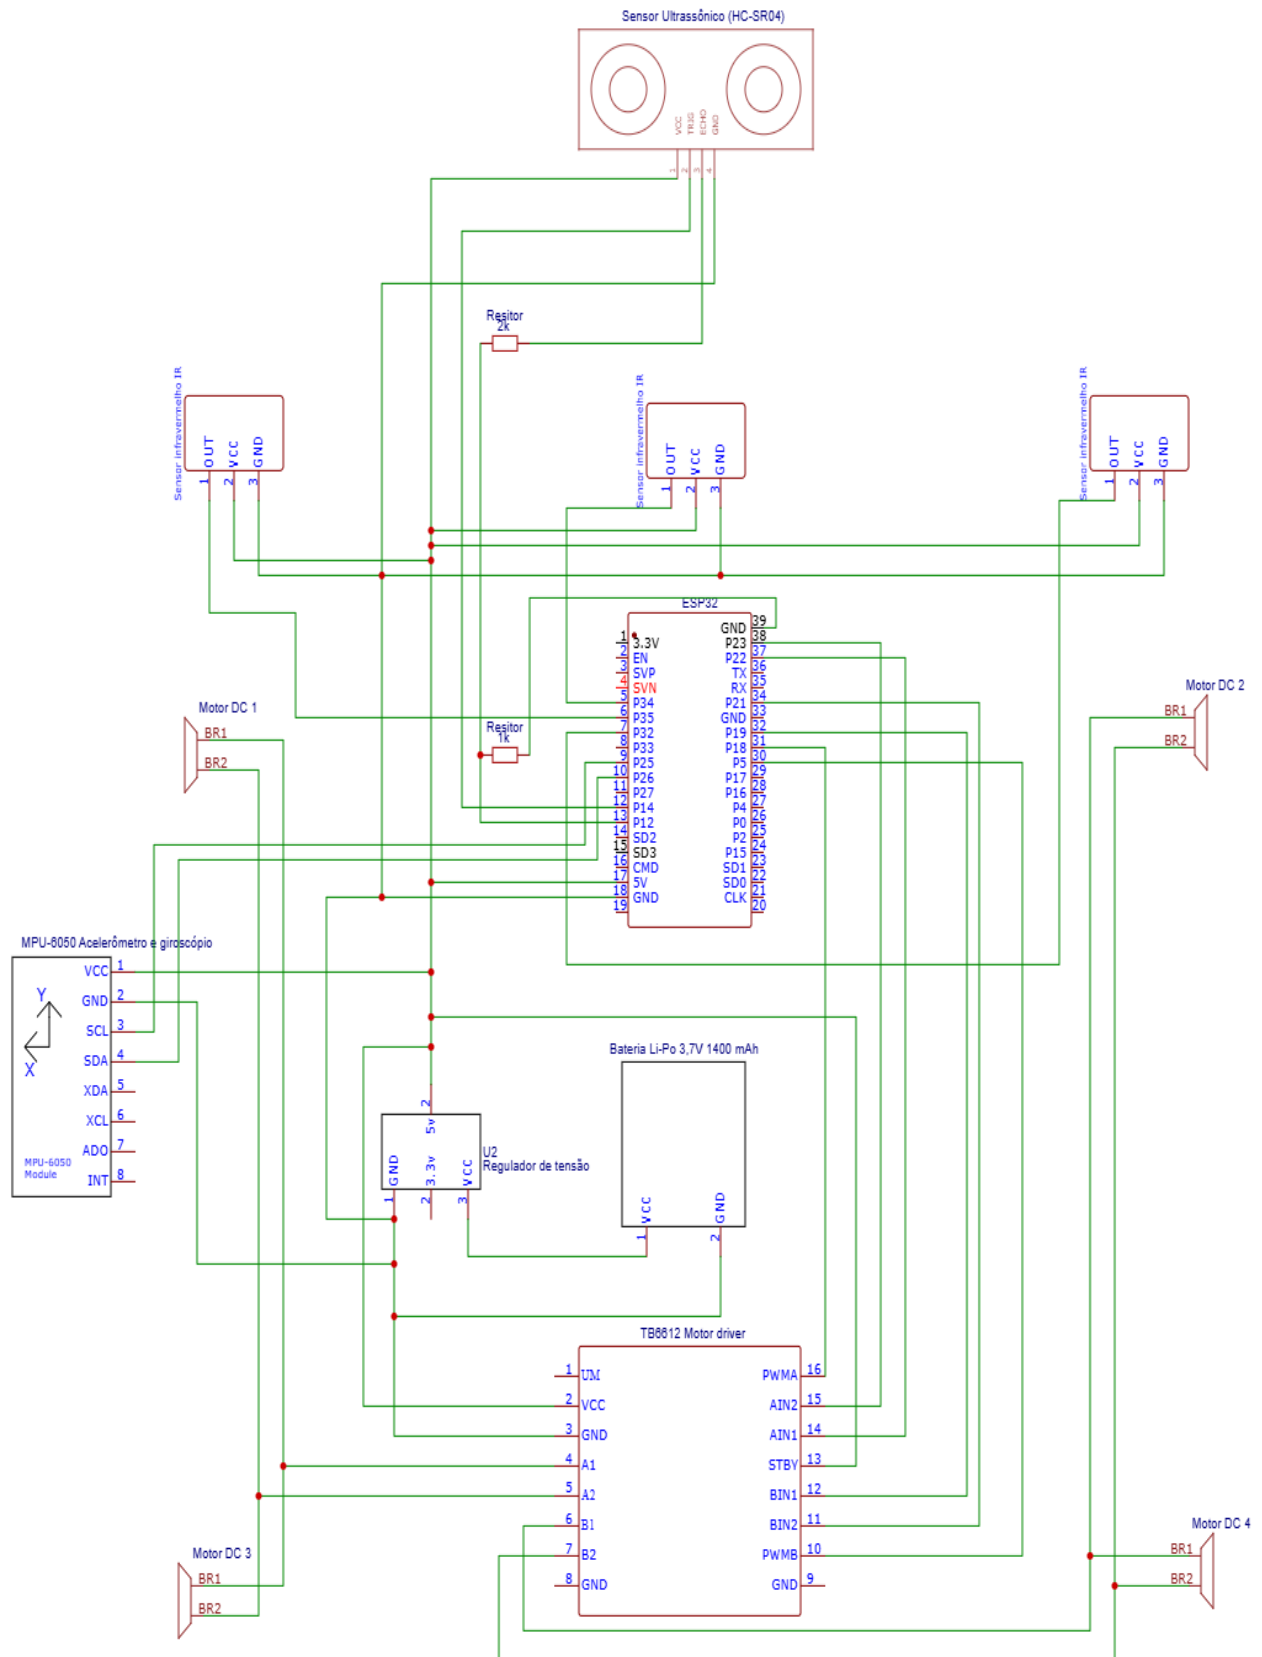 Sensor Ultrassônico (HC-SR04)
VCC
TRIG
ECHO
GND
1
2
3
4
Resitor
2k
Sensor infravermelho IR
OUT
VCC
GND
1
2
3
Sensor infravermelho IR
OUT
VCC
GND
1
2
3
Sensor infravermelho IR
OUT
VCC
GND
1
2
3
ESP32
1 3.3V
2 EN
3 SVP
4 SVN
5 P34
6 P35
7 P32
8 P33
9 P25
10 P26
11 P27
12 P14
13 P12
14 SD2
15 SD3
16 CMD
17 5V
18 GND
19
GND 39
P23 38
P22 37
TX 36
RX 35
P21 34
GND 33
P19 32
P18 31
P5 30
P17 29
P16 28
P4 27
P0 26
P2 25
P15 24
SD1 23
SD0 22
CLK 21
20
Resitor
1k
Motor DC 1
BR1
BR2
Motor DC 2
BR1
BR2
MPU-6050 Acelerômetro e giroscópio
VCC 1
GND 2
SCL 3
SDA 4
XDA 5
XCL 6
ADO 7
INT 8
Y
X
MPU-6050
Module
Bateria Li-Po 3,7V 1400 mAh
VCC
GND
1
2
2
5v
GND
3.3v
VCC
1
2
3
U2
Regulador de tensão
TB6612 Motor driver
1 UM
2 VCC
3 GND
4 A1
5 A2
6 B1
7 B2
8 GND
PWMA 16
AIN2 15
AIN1 14
STBY 13
BIN1 12
BIN2 11
PWMB 10
GND 9
Motor DC 3
BR1
BR2
Motor DC 4
BR1
BR2